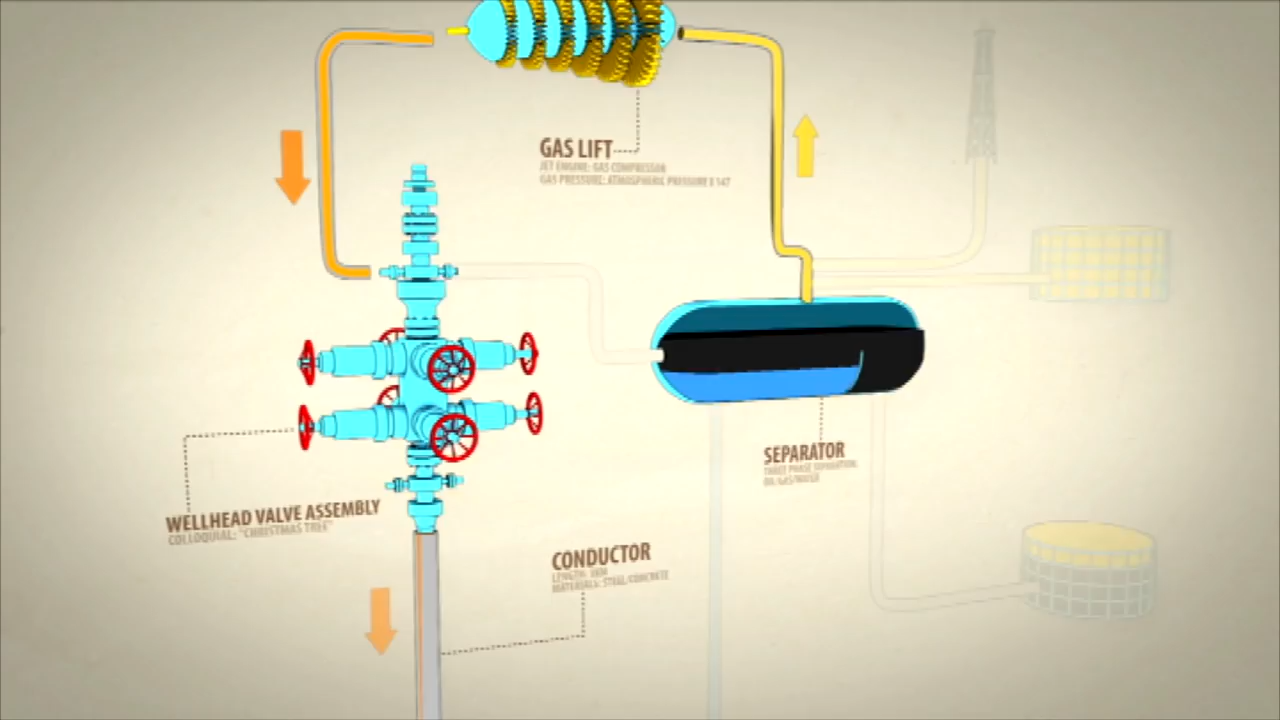 GAS LIFT
JET ENGINE: GAS COMPRESSOR
GAS PRESSURE: ATMOSPHERIC PRESSURE X 147
SEPARATOR
THREE PHASE SEPARATION:
OIL/GAS/WATER
WELLHEAD VALVE ASSEMBLY
COLLOQUIAL: "CHRISTMAS TREE"
CONDUCTOR
LENGTH:
MATERIALS: STEEL/CONCRETE